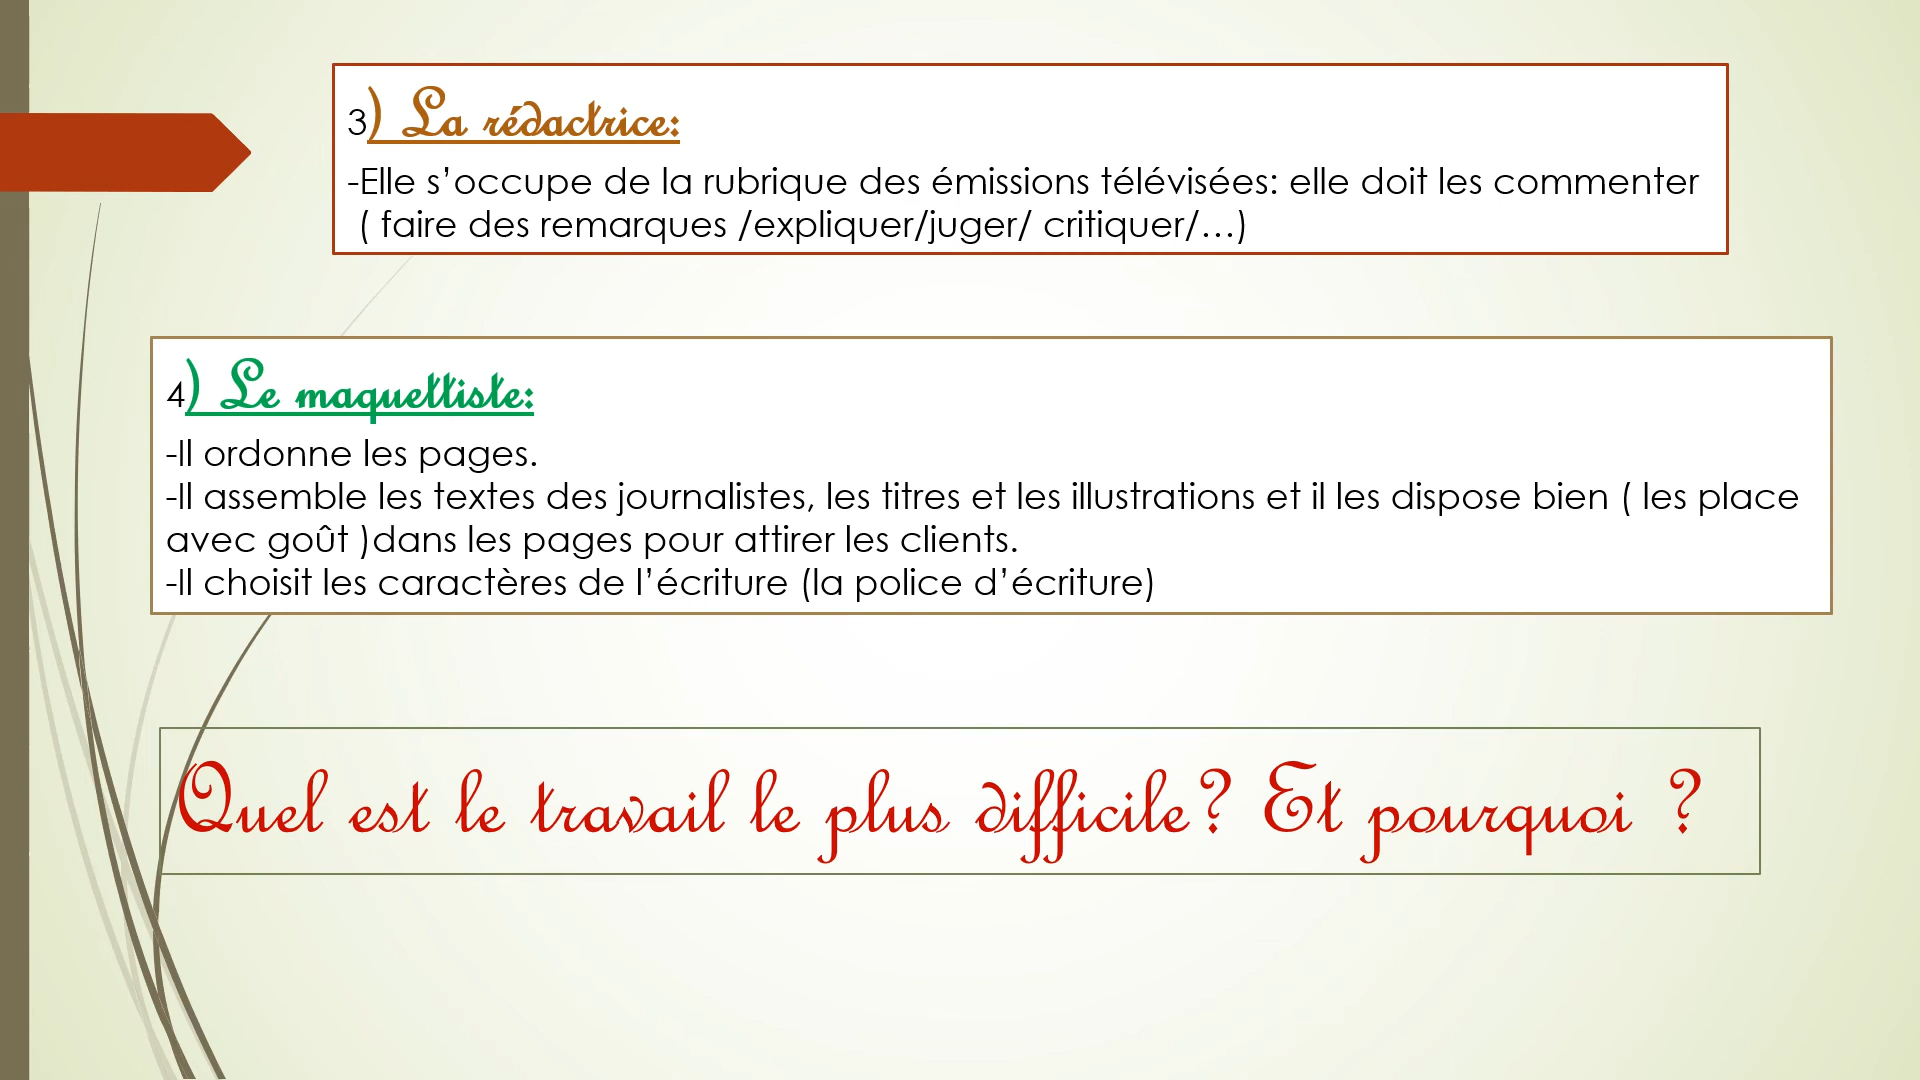 3) La rédactrice:
-Elle s’occupe de la rubrique des émissions télévisées: elle doit les commenter
( faire des remarques /expliquer/juger/ critiquer/…)
4) Le maquettiste:
-Il ordonne les pages.
-Il assemble les textes des journalistes, les titres et les illustrations et il les dispose bien ( les place
avec goût )dans les pages pour attirer les clients.
-Il choisit les caractères de l’écriture (la police d’écriture)
Quel est le travail le plus difficile? Et pourquoi ?